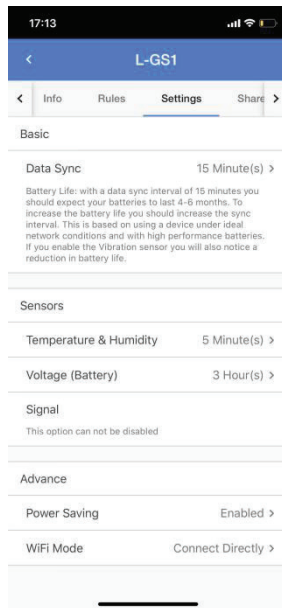 17:13
L-GS1
Info Rules Settings Share
Basic
Data Sync 15 Minute(s)
Battery Life: with a data sync interval of 15 minutes you
should expect your batteries to last 4-6 months. To
increase the battery life you should increase the sync
interval. This is based on using a device under ideal
network conditions and with high performance batteries.
If you enable the Vibration sensor you will also notice a
reduction in battery life.
Sensors
Temperature & Humidity 5 Minute(s)
Voltage (Battery) 3 Hour(s)
Signal
This option can not be disabled
Advance
Power Saving Enabled
WiFi Mode Connect Directly